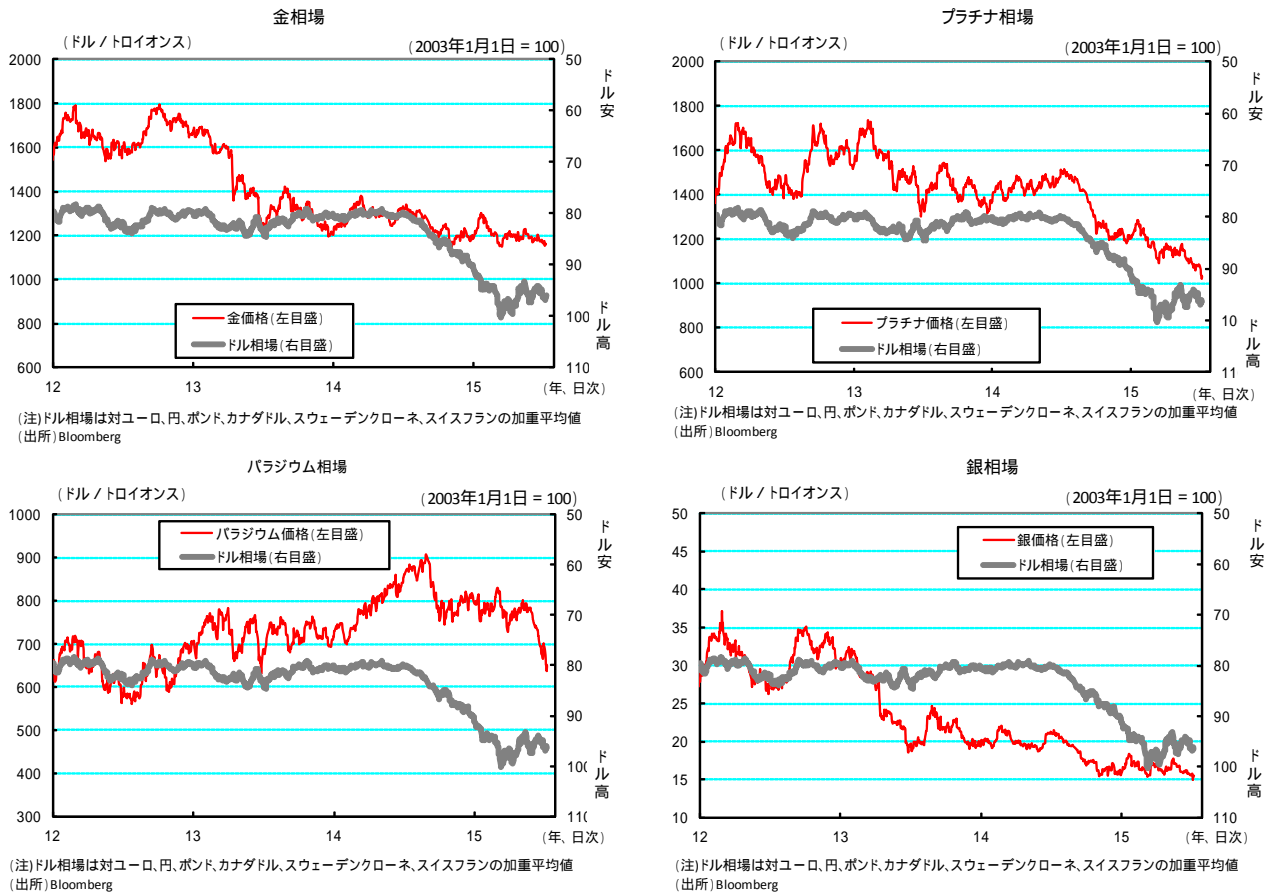 金相場
(ドル / トロイオンス)
(2003年1月1日 = 100)
2000
1800
1600
1400
1200
1000
800
600
50
60
70
80
90
100
110
ドル安
ドル高
金価格(左目盛)
ドル相場(右目盛)
12
13
14
15
(年、日次)
(注)ドル相場は対ユーロ、円、ポンド、カナダドル、スウェーデンクローネ、スイスフランの加重平均値
(出所)Bloomberg
プラチナ相場
(ドル / トロイオンス)
(2003年1月1日 = 100)
2000
1800
1600
1400
1200
1000
800
600
50
60
70
80
90
10
11
ドル安
ドル高
プラチナ価格(左目盛)
ドル相場(右目盛)
12
13
14
15
(年、日次)
(注)ドル相場は対ユーロ、円、ポンド、カナダドル、スウェーデンクローネ、スイスフランの加重平均値
(出所)Bloomberg
パラジウム相場
(ドル / トロイオンス)
(2003年1月1日 = 100)
1000
900
800
700
600
500
400
300
50
60
70
80
90
100
110
ドル安
ドル高
パラジウム価格(左目盛)
ドル相場(右目盛)
12
13
14
15
(年、日次)
(注)ドル相場は対ユーロ、円、ポンド、カナダドル、スウェーデンクローネ、スイスフランの加重平均値
(出所)Bloomberg
銀相場
(ドル / トロイオンス)
(2003年1月1日 = 100)
50
45
40
35
30
25
20
15
10
50
60
70
80
90
100
110
ドル安
ドル高
銀価格(左目盛)
ドル相場(右目盛)
12
13
14
15
(年、日次)
(注)ドル相場は対ユーロ、円、ポンド、カナダドル、スウェーデンクローネ、スイスフランの加重平均値
(出所)Bloomberg